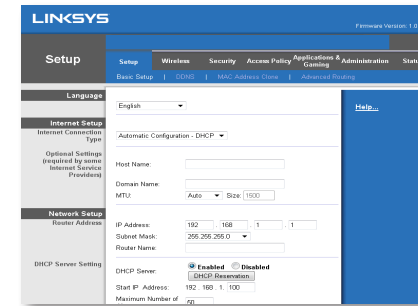 LINKSYS
Firmware Version: 1.0
Setup
Setup Wireless Security Access Policy Applications & Gaming Administration Statu
Basic Setup | DDNS | MAC Address Clone | Advanced Routing
Language
English
Help...
Internet Setup
Internet Connection Type
Automatic Configuration - DHCP
Optional Settings
(required by some
Internet Service
Providers)
Host Name:
Domain Name:
MTU: Auto Size: 1500
Network Setup
Router Address
IP Address: 192 . 168 . 1 . 1
Subnet Mask: 255.255.255.0
Router Name:
DHCP Server Setting
DHCP Server: Enabled Disabled
DHCP Reservation
Start IP Address: 192 . 168 . 1. 100
Maximum Number of 50